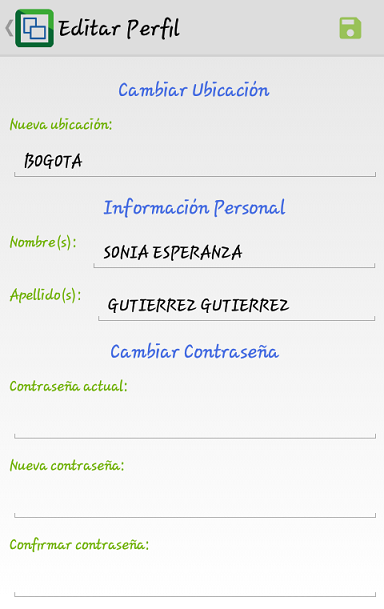 Editar Perfil
Cambiar Ubicación
Nueva ubicación:
BOGOTA
Información Personal
Nombre(s):
SONIA ESPERANZA
Apellido(s):
GUTIERREZ GUTIERREZ
Cambiar Contraseña
Contraseña actual:
Nueva contraseña:
Confirmar contraseña: